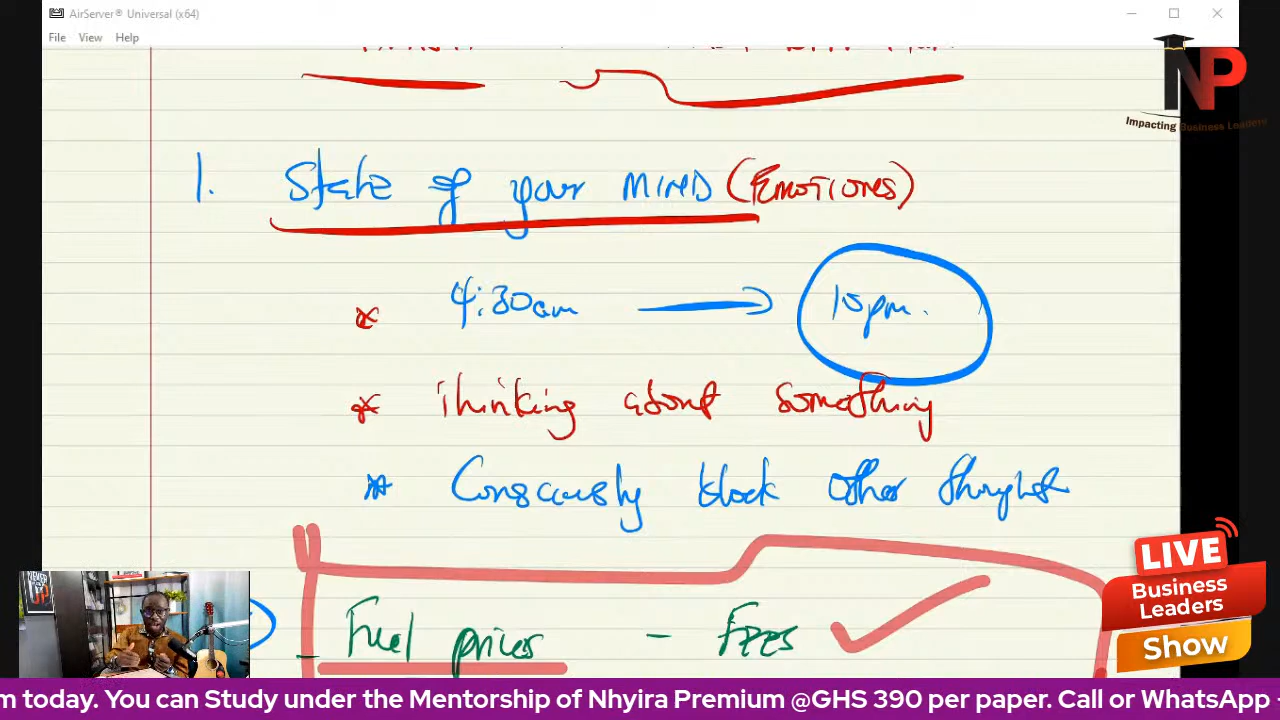 AirServer® Universal (x64)
File View Help
NP
Impacting Business Leaders
1. State of your MIND (Emotiones)
* 4:30am → 10pm.
* Thinking about something
* Consciously block other thoughts
- Fuel prices - FEES ✓
LIVE
Business
Leaders
Show
m today. You can Study under the Mentorship of Nhyira Premium @GHS 390 per paper. Call or WhatsApp